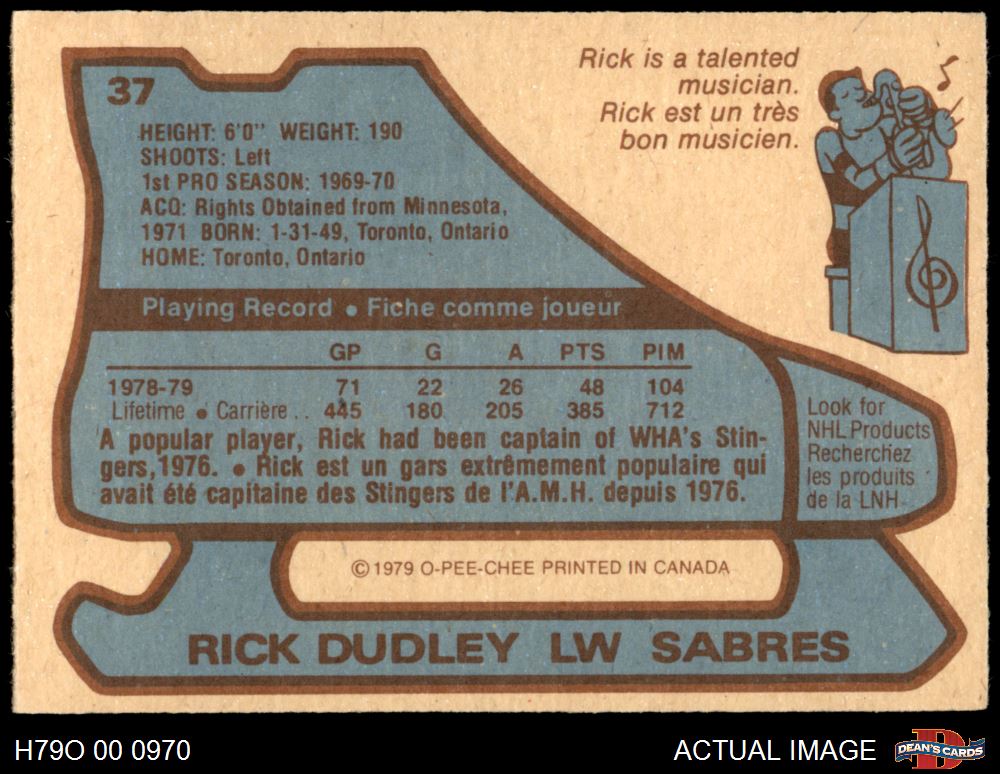 37
Rick is a talented
musician.
Rick est un très
bon musicien.
HEIGHT: 6'0" WEIGHT: 190
SHOOTS: Left
1st PRO SEASON: 1969-70
ACQ: Rights Obtained from Minnesota,
1971 BORN: 1-31-49, Toronto, Ontario
HOME: Toronto, Ontario
Playing Record • Fiche comme joueur
GP G A PTS PIM
1978-79 71 22 26 48 104
Lifetime • Carrière .. 445 180 205 385 712
A popular player, Rick had been captain of WHA's Stin-
gers, 1976. • Rick est un gars extrêmement populaire qui
avait été capitaine des Stingers de l'A.M.H. depuis 1976.
Look for
NHL Products
Recherchez
les produits
de la LNH
©1979 O-PEE-CHEE PRINTED IN CANADA
RICK DUDLEY LW SABRES
H79O 00 0970
ACTUAL IMAGE
D
DEAN'S CARDS